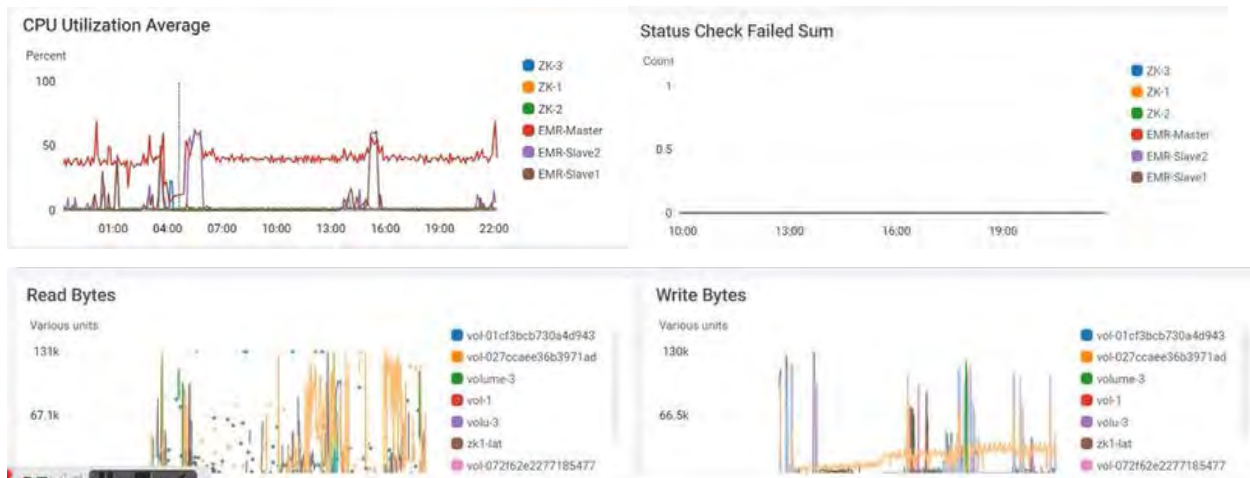 CPU Utilization Average
Percent
100
50
0
01:00 04:00 07:00 10:00 13:00 16:00 19:00 22:00
ZK-3
ZK-1
ZK-2
EMR-Master
EMR-Slave2
EMR-Slave1
Status Check Failed Sum
Count
1
0.5
0
10:00 13:00 16:00 19:00
ZK-3
ZK-1
ZK-2
EMR-Master
EMR-Slave2
EMR-Slave1
Read Bytes
Various units
131k
67.1k
vol-01cf3bcb730a4d943
vol-027ccaee36b3971ad
volume-3
vol-1
volu-3
zk1-lat
vol-072f62e2277185477
Write Bytes
Various units
130k
66.5k
vol-01cf3bcb730a4d943
vol-027ccaee36b3971ad
volume-3
vol-1
volu-3
zk1-lat
vol-072f62e2277185477